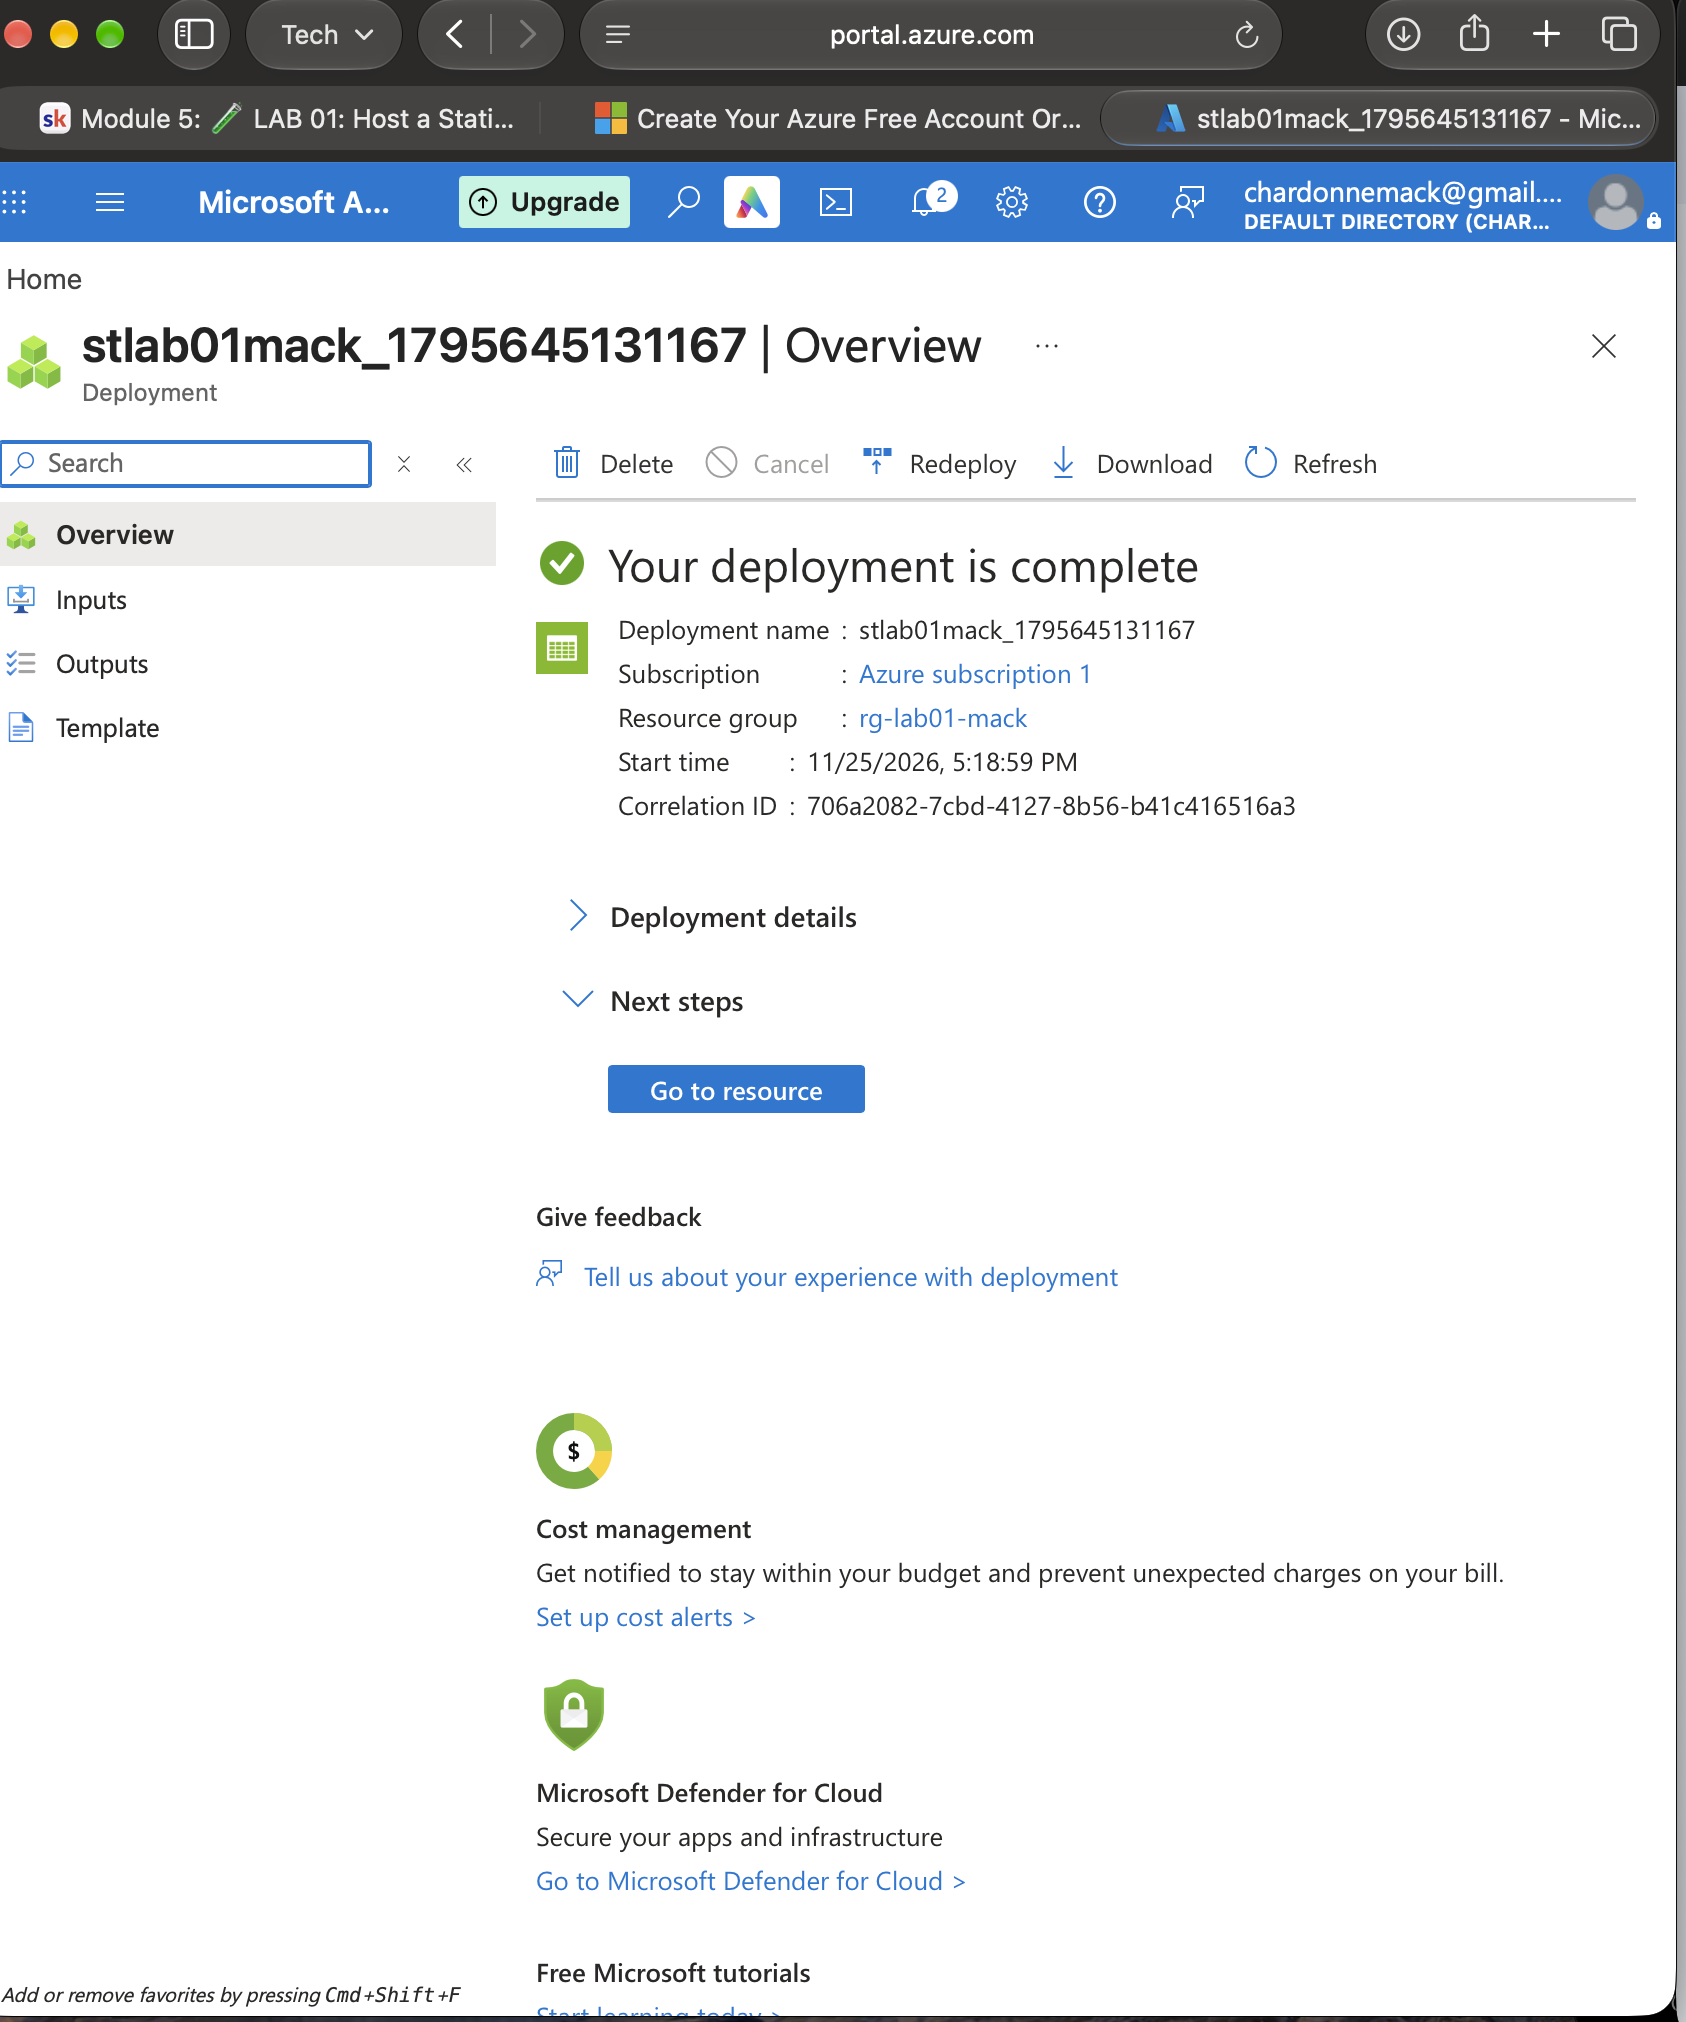 Tech
portal.azure.com
sk Module 5: LAB 01: Host a Stati...
Create Your Azure Free Account Or...
stlab01mack_1795645131167 - Mic...
Microsoft A...
Upgrade
2
chardonnemack@gmail....
DEFAULT DIRECTORY (CHAR...
Home
stlab01mack_1795645131167 | Overview ...
Deployment
Search
Delete Cancel Redeploy Download Refresh
Overview
Inputs
Outputs
Template
Your deployment is complete
Deployment name : stlab01mack_1795645131167
Subscription : Azure subscription 1
Resource group : rg-lab01-mack
Start time : 11/25/2026, 5:18:59 PM
Correlation ID : 706a2082-7cbd-4127-8b56-b41c416516a3
Deployment details
Next steps
Go to resource
Give feedback
Tell us about your experience with deployment
$
Cost management
Get notified to stay within your budget and prevent unexpected charges on your bill.
Set up cost alerts >
Microsoft Defender for Cloud
Secure your apps and infrastructure
Go to Microsoft Defender for Cloud >
Free Microsoft tutorials
Start learning today >
Add or remove favorites by pressing Cmd+Shift+F